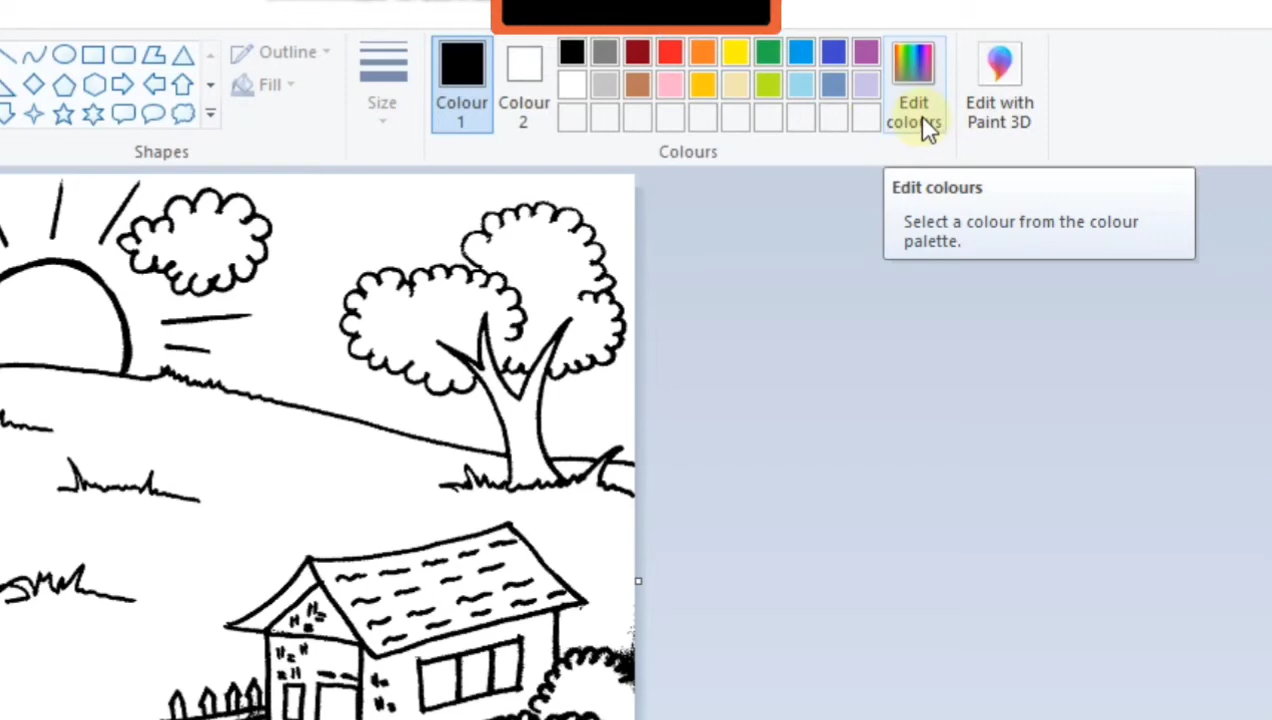 Outline
Fill
Shapes
Size
Colour
1
Colour
2
Colours
Edit
colours
Edit with
Paint 3D
Edit colours
Select a colour from the colour
palette.